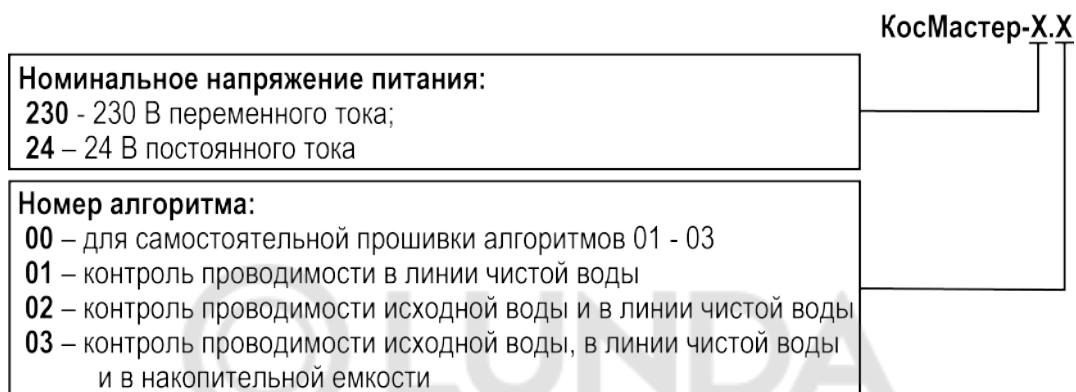 КосМастер-X.X
Номинальное напряжение питания:
230 - 230 В переменного тока;
24 – 24 В постоянного тока
Номер алгоритма:
00 – для самостоятельной прошивки алгоритмов 01 - 03
01 – контроль проводимости в линии чистой воды
02 – контроль проводимости исходной воды и в линии чистой воды
03 – контроль проводимости исходной воды, в линии чистой воды
и в накопительной емкости
LUNDA